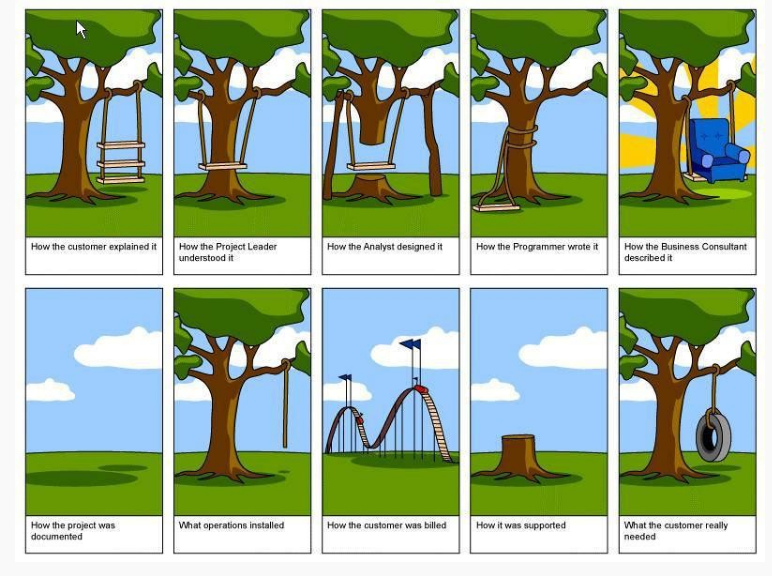 How the customer explained it
How the Project Leader
understood it
How the Analyst designed it
How the Programmer wrote it
How the Business Consultant
described it
How the project was
documented
What operations installed
How the customer was billed
How it was supported
What the customer really
needed